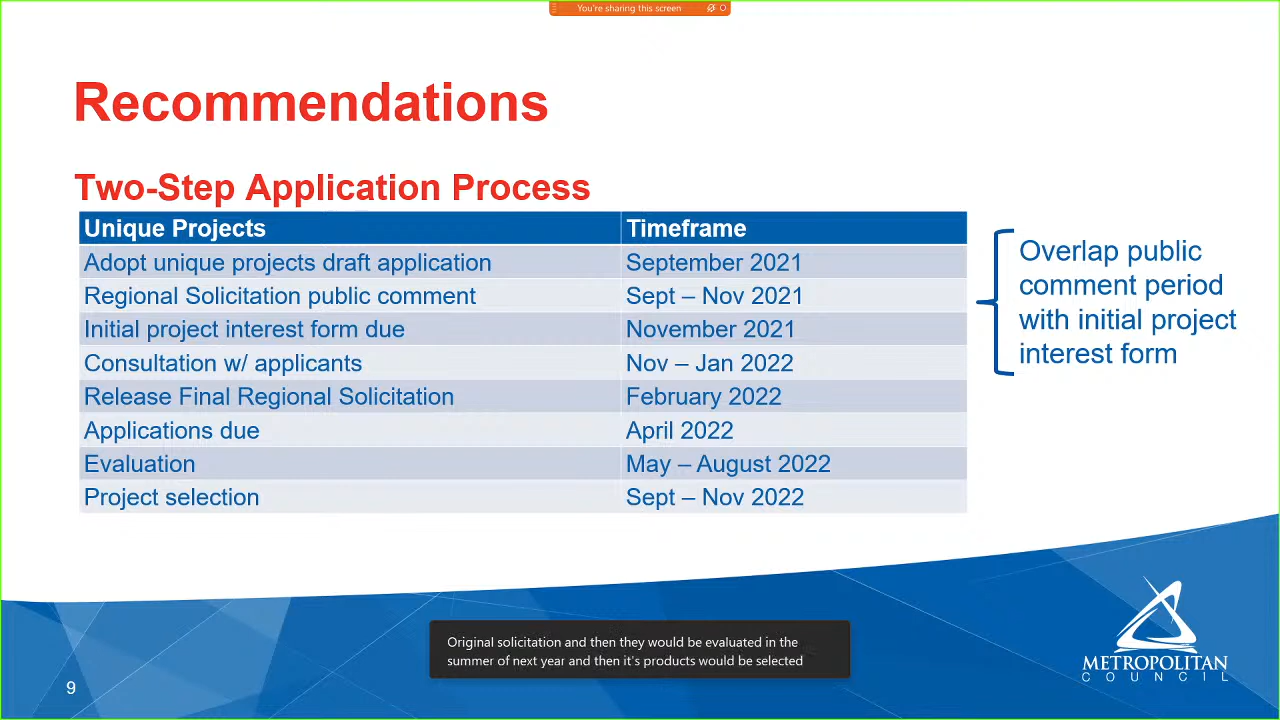 You're sharing this screen
Recommendations
Two-Step Application Process
Unique Projects Timeframe
Adopt unique projects draft application September 2021
Regional Solicitation public comment Sept – Nov 2021
Initial project interest form due November 2021
Consultation w/ applicants Nov – Jan 2022
Release Final Regional Solicitation February 2022
Applications due April 2022
Evaluation May – August 2022
Project selection Sept – Nov 2022
Overlap public
comment period
with initial project
interest form
Original solicitation and then they would be evaluated in the
summer of next year and then it's products would be selected
9
METROPOLITAN
COUNCIL